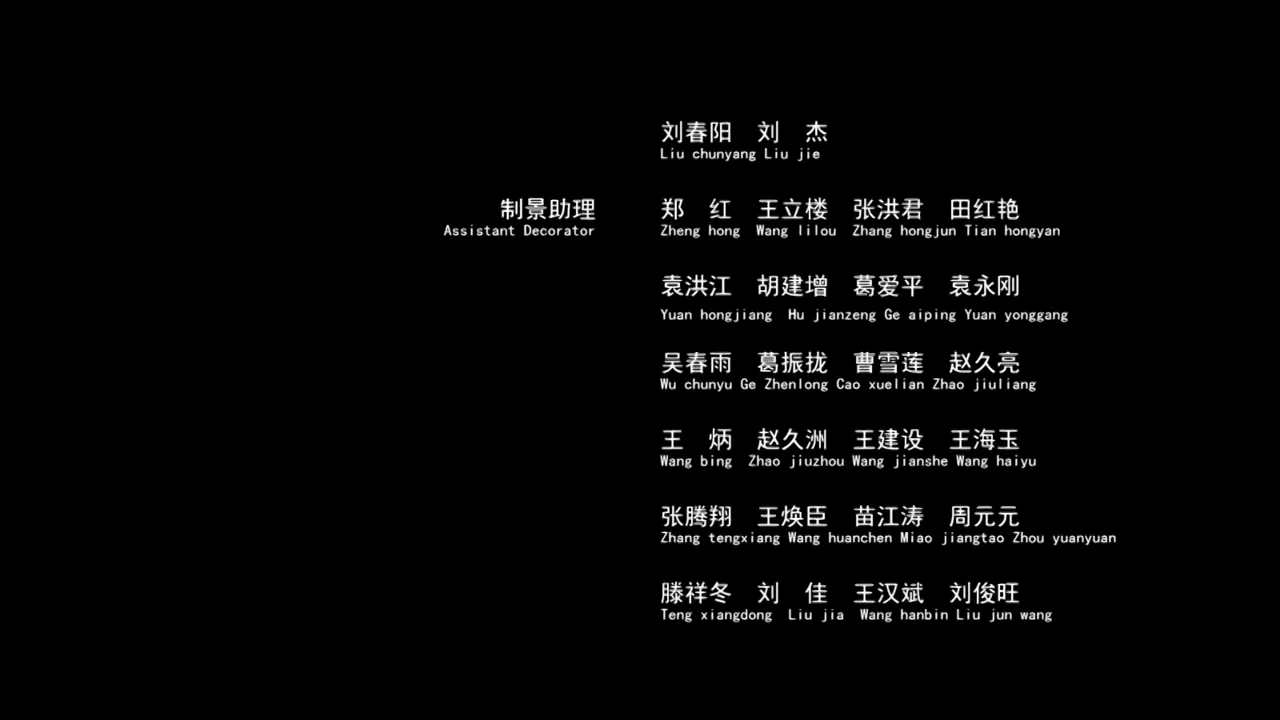 刘春阳 刘 杰
Liu chunyang Liu jie
制景助理 郑 红 王立楼 张洪君 田红艳
Assistant Decorator Zheng hong Wang lilou Zhang hongjun Tian hongyan
袁洪江 胡建增 葛爱平 袁永刚
Yuan hongjiang Hu jianzeng Ge aiping Yuan yonggang
吴春雨 葛振拢 曹雪莲 赵久亮
Wu chunyu Ge Zhenlong Cao xuelian Zhao jiuliang
王 炳 赵久洲 王建设 王海玉
Wang bing Zhao jiuzhou Wang jianshe Wang haiyu
张腾翔 王焕臣 苗江涛 周元元
Zhang tengxiang Wang huanchen Miao jiangtao Zhou yuanyuan
滕祥冬 刘 佳 王汉斌 刘俊旺
Teng xiangdong Liu jia Wang hanbin Liu jun wang